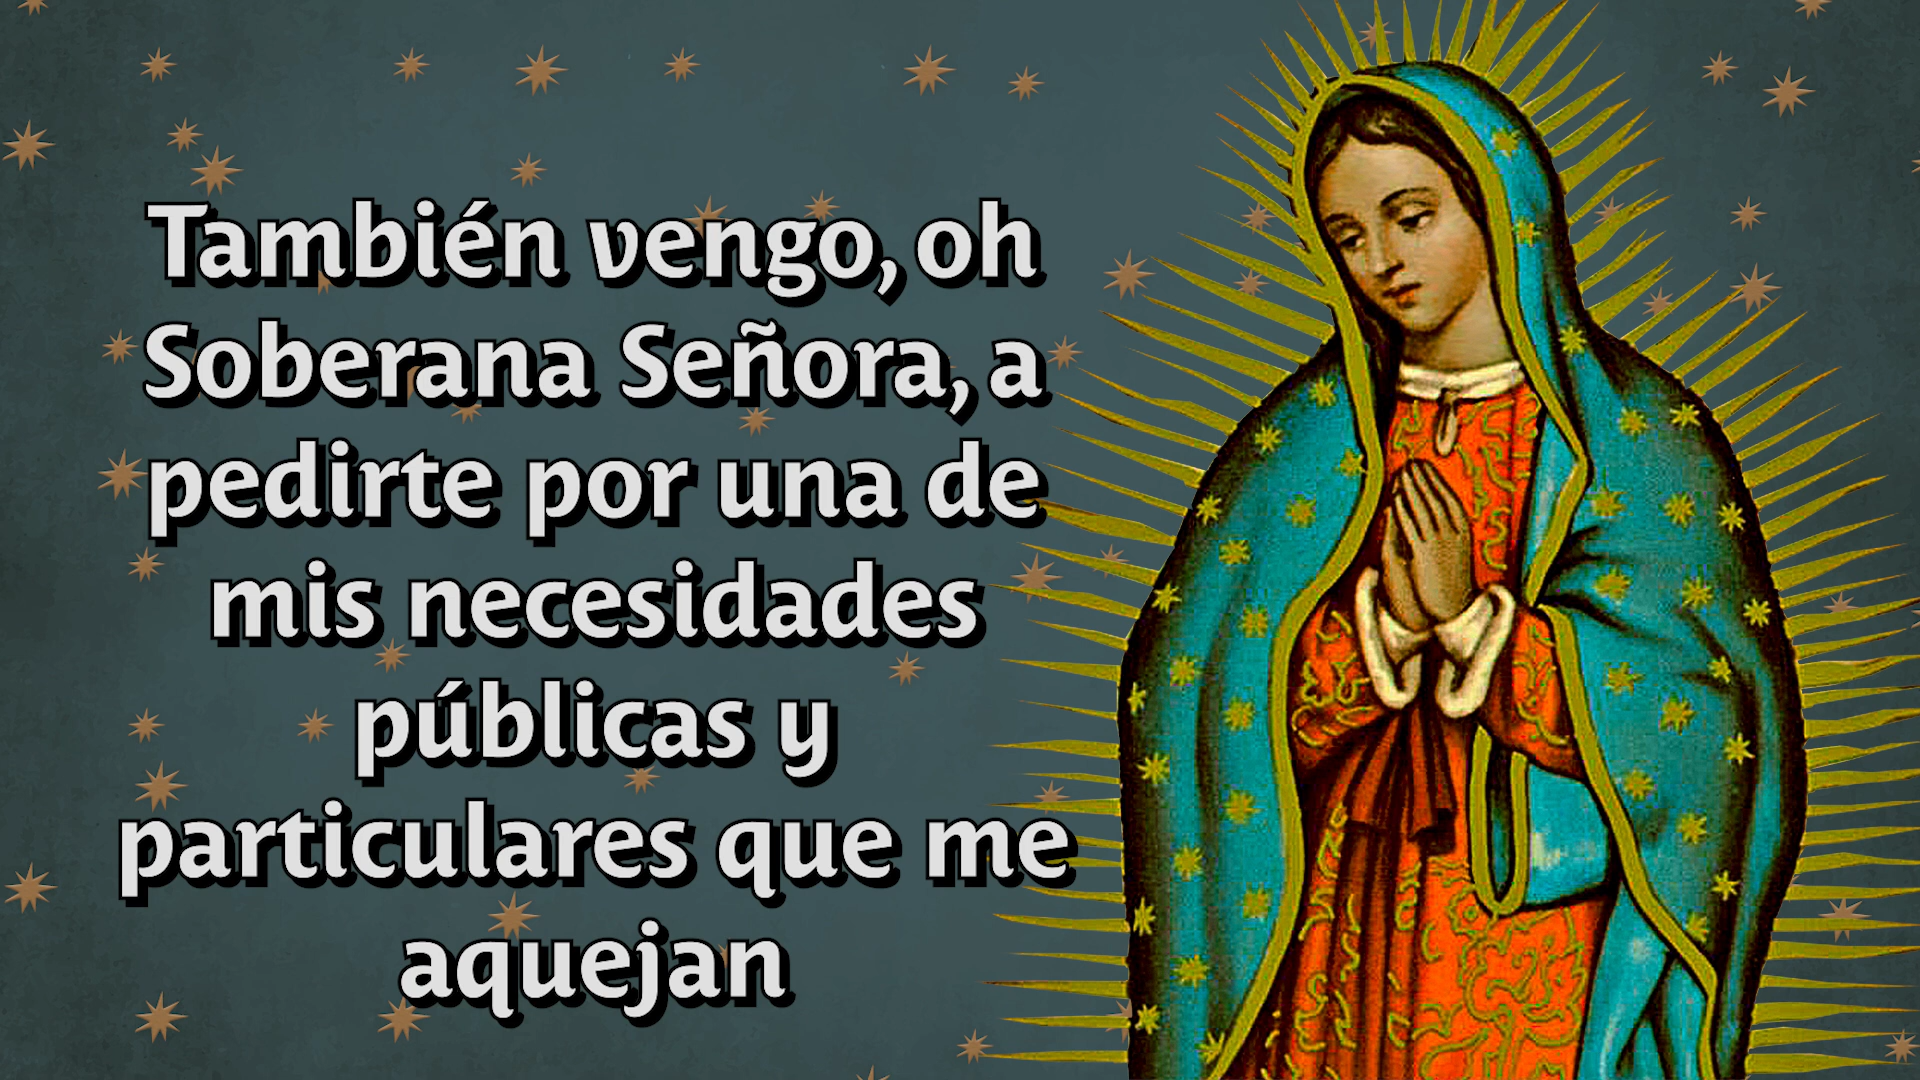 También vengo, oh
Soberana Señora, a
pedirte por una de
mis necesidades
públicas y
particulares que me
aquejan